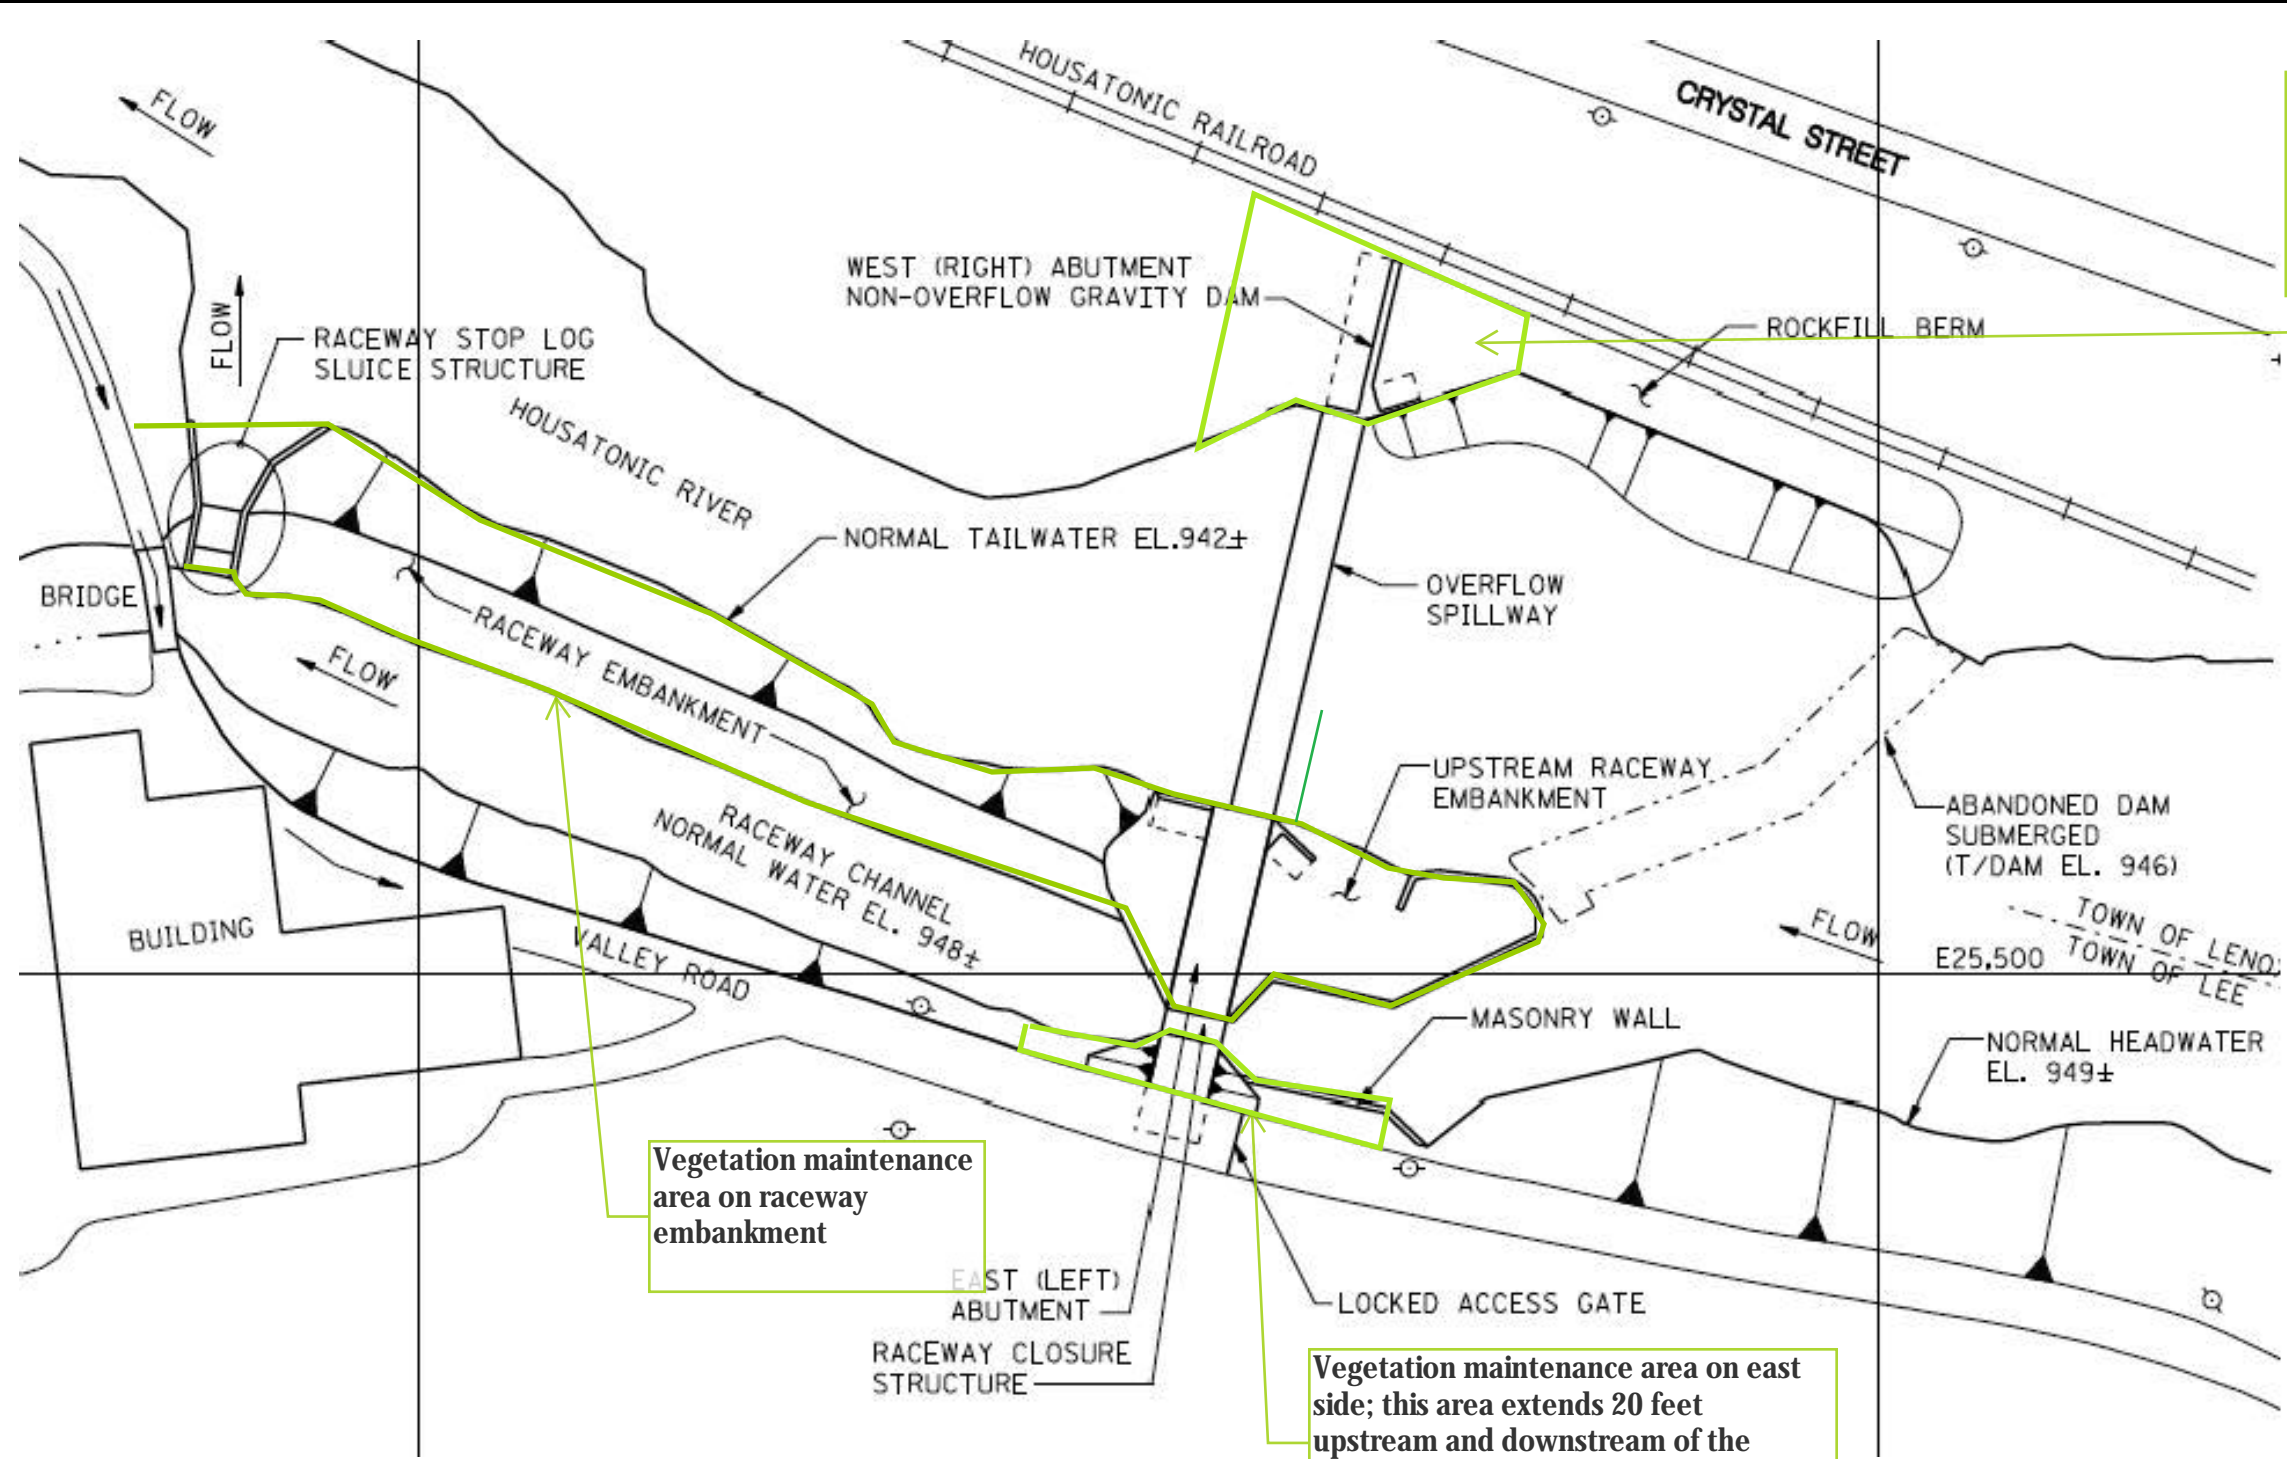 HOUSATONIC RAILROAD
CRYSTAL STREET
FLOW
WEST (RIGHT) ABUTMENT
NON-OVERFLOW GRAVITY DAM
ROCKFILL BERM
FLOW
RACEWAY STOP LOG
SLUICE STRUCTURE
HOUSATONIC RIVER
NORMAL TAILWATER EL.942±
OVERFLOW
SPILLWAY
BRIDGE
RACEWAY EMBANKMENT
FLOW
UPSTREAM RACEWAY
EMBANKMENT
ABANDONED DAM
SUBMERGED
(T/DAM EL. 946)
RACEWAY CHANNEL
NORMAL WATER EL. 948±
BUILDING
VALLEY ROAD
FLOW
E25,500
TOWN OF LENO
TOWN OF LEE
MASONRY WALL
NORMAL HEADWATER
EL. 949±
Vegetation maintenance
area on raceway
embankment
EAST (LEFT)
ABUTMENT
LOCKED ACCESS GATE
RACEWAY CLOSURE
STRUCTURE
Vegetation maintenance area on east
side; this area extends 20 feet
upstream and downstream of the